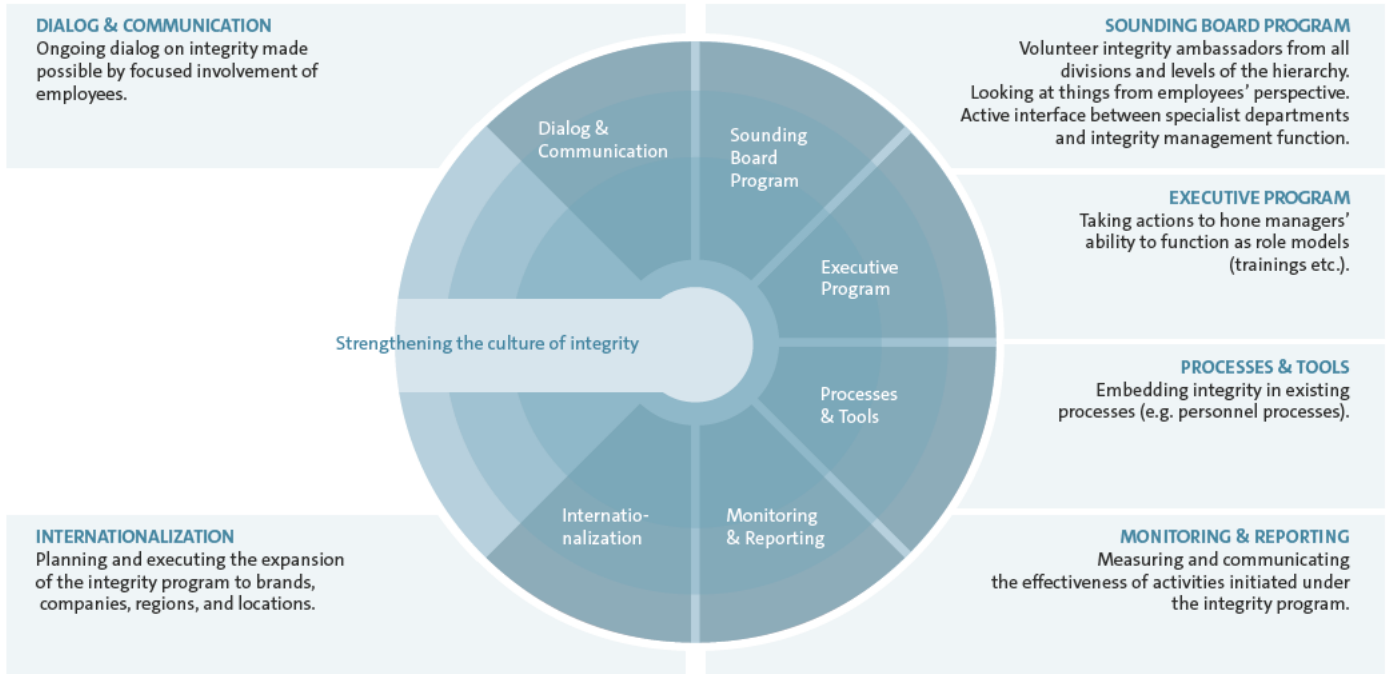 DIALOG & COMMUNICATION
Ongoing dialog on integrity made
possible by focused involvement of
employees.
SOUNDING BOARD PROGRAM
Volunteer integrity ambassadors from all
divisions and levels of the hierarchy.
Looking at things from employees’ perspective.
Active interface between specialist departments
and integrity management function.
Dialog &
Communication
Sounding
Board
Program
EXECUTIVE PROGRAM
Taking actions to hone managers’
ability to function as role models
(trainings etc.).
Executive
Program
Strengthening the culture of integrity
PROCESSES & TOOLS
Embedding integrity in existing
processes (e.g. personnel processes).
Processes
& Tools
Internatio-
nalization
Monitoring
& Reporting
INTERNATIONALIZATION
Planning and executing the expansion
of the integrity program to brands,
companies, regions, and locations.
MONITORING & REPORTING
Measuring and communicating
the effectiveness of activities initiated under
the integrity program.